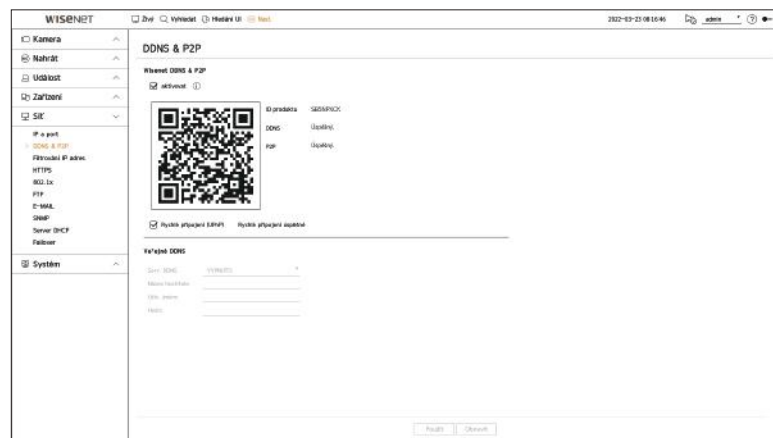 WISENET
Živě Vyhledat Hledání UI Nast. 2022-03-23 08:16:46 admin
Kamera
Nahrát
Událost
Zařízení
Síť
IP a port
DDNS & P2P
Filtrování IP adres
HTTPS
802.1x
FTP
E-MAIL
SNMP
Server DHCP
Failover
Systém
DDNS & P2P
Wisenet DDNS & P2P
aktivovat
ID produktu
DDNS Úspěšný.
P2P Úspěšný.
Rychlé připojení (UPnP) Rychlé připojení úspěšné
Veřejné DDNS
Serv. DDNS
Heslo
Použít Obnovit